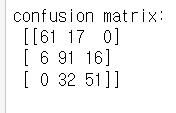 confusion matrix:
[[61 17  0]
[ 6 91 16]
[ 0 32 51]]